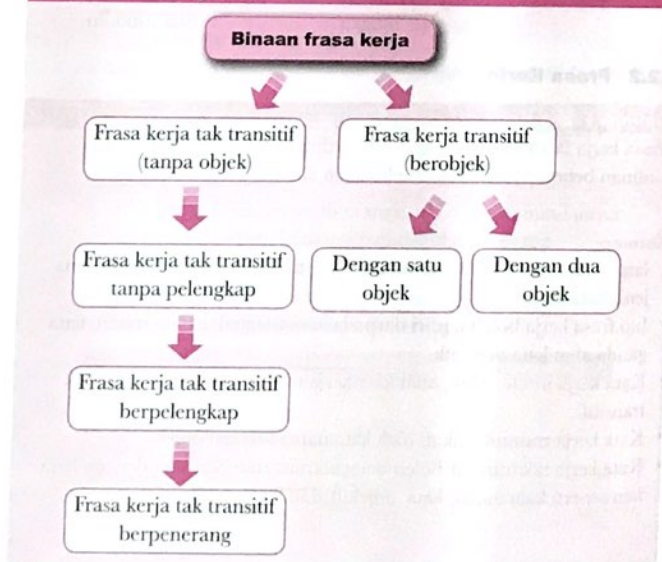 Binaan frasa kerja
Frasa kerja tak transitif
(tanpa objek)
Frasa kerja transitif
(berobjek)
Frasa kerja tak transitif
tanpa pelengkap
Dengan satu
objek
Dengan dua
objek
Frasa kerja tak transitif
berpelengkap
Frasa kerja tak transitif
berpenerang